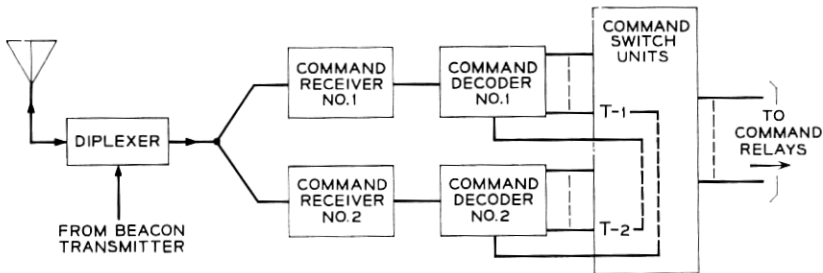 COMMAND
SWITCH
UNITS
COMMAND
RECEIVER
NO.1
COMMAND
DECODER
NO.1
T-1
TO
COMMAND
RELAYS
DIPLEXER
COMMAND
RECEIVER
NO.2
COMMAND
DECODER
NO.2
T-2
FROM BEACON
TRANSMITTER